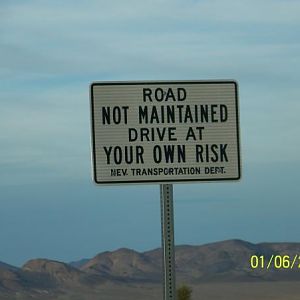 ROAD
NOT MAINTAINED
DRIVE AT
YOUR OWN RISK
NEV. TRANSPORTATION DEPT.
01/06/2